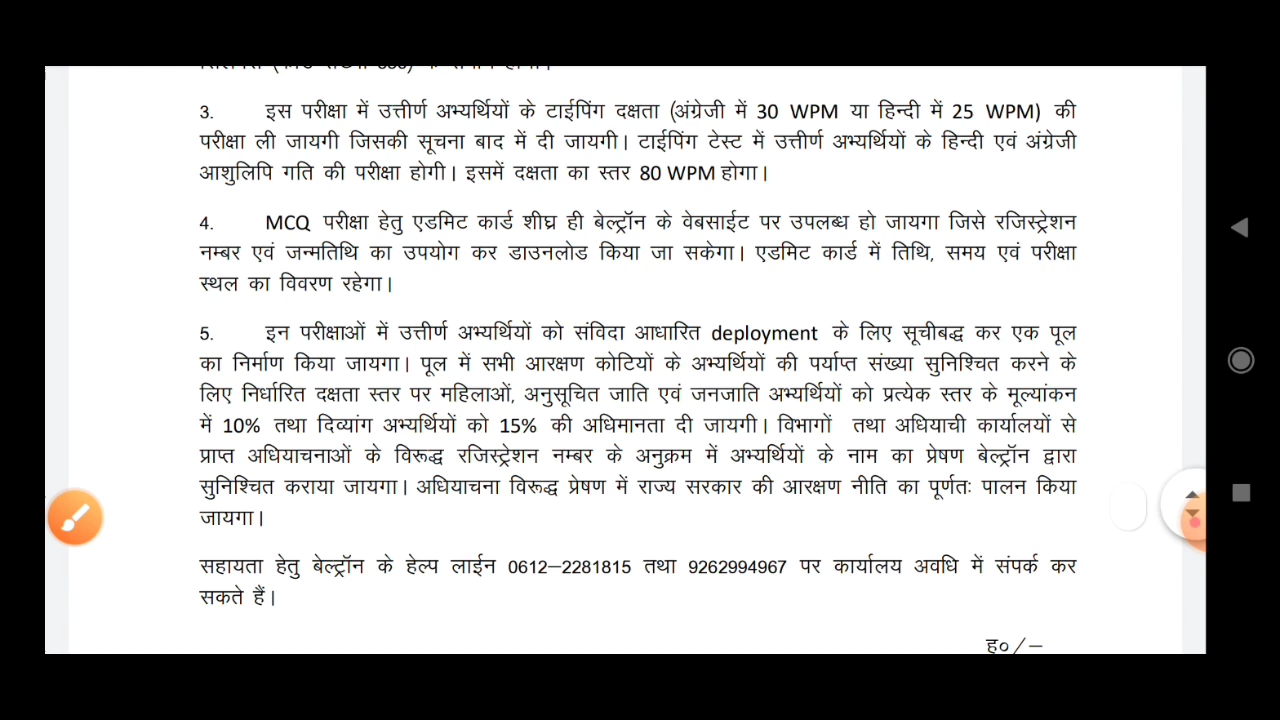 3. इस परीक्षा में उत्तीर्ण अभ्यर्थियों के टाईपिंग दक्षता (अंग्रेजी में 30 WPM या हिन्दी में 25 WPM) की
परीक्षा ली जायगी जिसकी सूचना बाद में दी जायगी। टाईपिंग टेस्ट में उत्तीर्ण अभ्यर्थियों के हिन्दी एवं अंग्रेजी
आशुलिपि गति की परीक्षा होगी। इसमें दक्षता का स्तर 80 WPM होगा।
4. MCQ परीक्षा हेतु एडमिट कार्ड शीघ्र ही बेल्ट्रॉन के वेबसाईट पर उपलब्ध हो जायगा जिसे रजिस्ट्रेशन
नम्बर एवं जन्मतिथि का उपयोग कर डाउनलोड किया जा सकेगा। एडमिट कार्ड में तिथि, समय एवं परीक्षा
स्थल का विवरण रहेगा।
5. इन परीक्षाओं में उत्तीर्ण अभ्यर्थियों को संविदा आधारित deployment के लिए सूचीबद्ध कर एक पूल
का निर्माण किया जायगा। पूल में सभी आरक्षण कोटियों के अभ्यर्थियों की पर्याप्त संख्या सुनिश्चित करने के
लिए निर्धारित दक्षता स्तर पर महिलाओं, अनुसूचित जाति एवं जनजाति अभ्यर्थियों को प्रत्येक स्तर के मूल्यांकन
में 10% तथा दिव्यांग अभ्यर्थियों को 15% की अधिमानता दी जायगी। विभागों तथा अधियाची कार्यालयों से
प्राप्त अधियाचनाओं के विरूद्ध रजिस्ट्रेशन नम्बर के अनुक्रम में अभ्यर्थियों के नाम का प्रेषण बेल्ट्रॉन द्वारा
सुनिश्चित कराया जायगा। अधियाचना विरूद्ध प्रेषण में राज्य सरकार की आरक्षण नीति का पूर्णतः पालन किया
जायगा।
सहायता हेतु बेल्ट्रॉन के हेल्प लाईन 0612–2281815 तथा 9262994967 पर कार्यालय अवधि में संपर्क कर
सकते हैं।
ह०/–